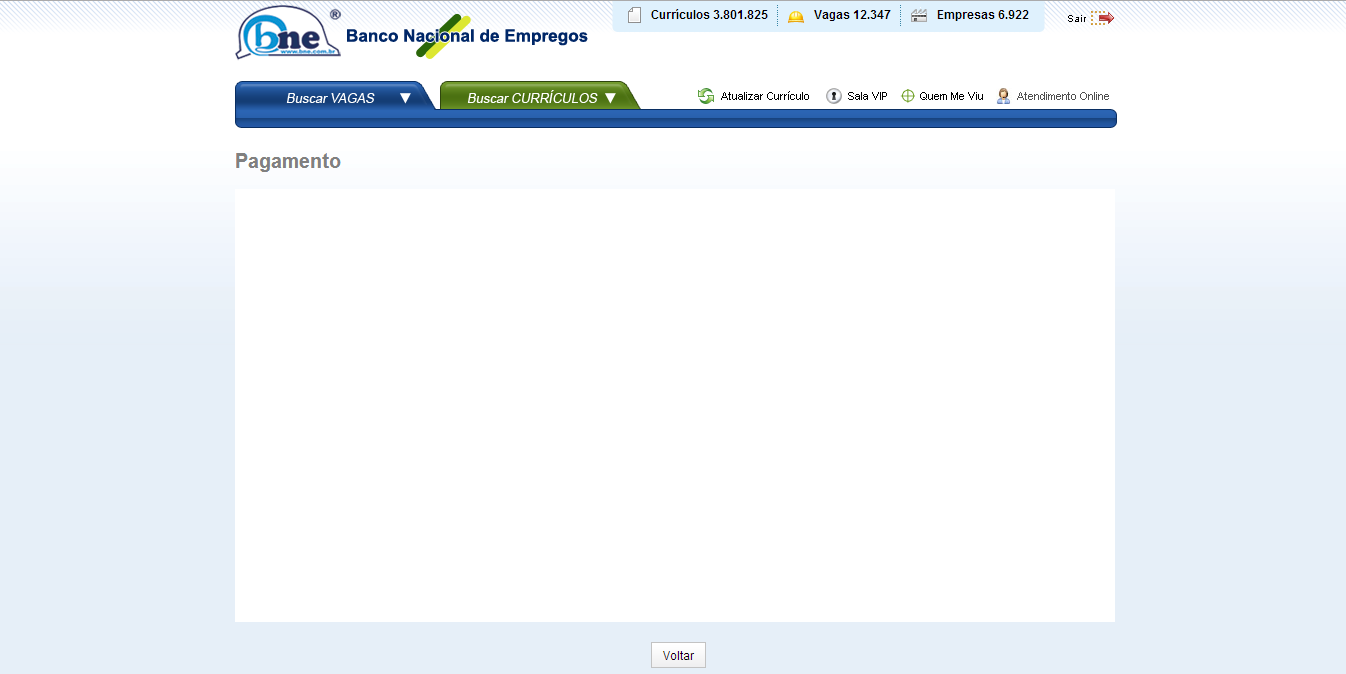 bne ®
www.bne.com.br
Banco Nacional de Empregos
Currículos 3.801.825 Vagas 12.347 Empresas 6.922
Sair
Buscar VAGAS ▼ Buscar CURRÍCULOS ▼
Atualizar Currículo Sala VIP Quem Me Viu Atendimento Online
Pagamento
Voltar